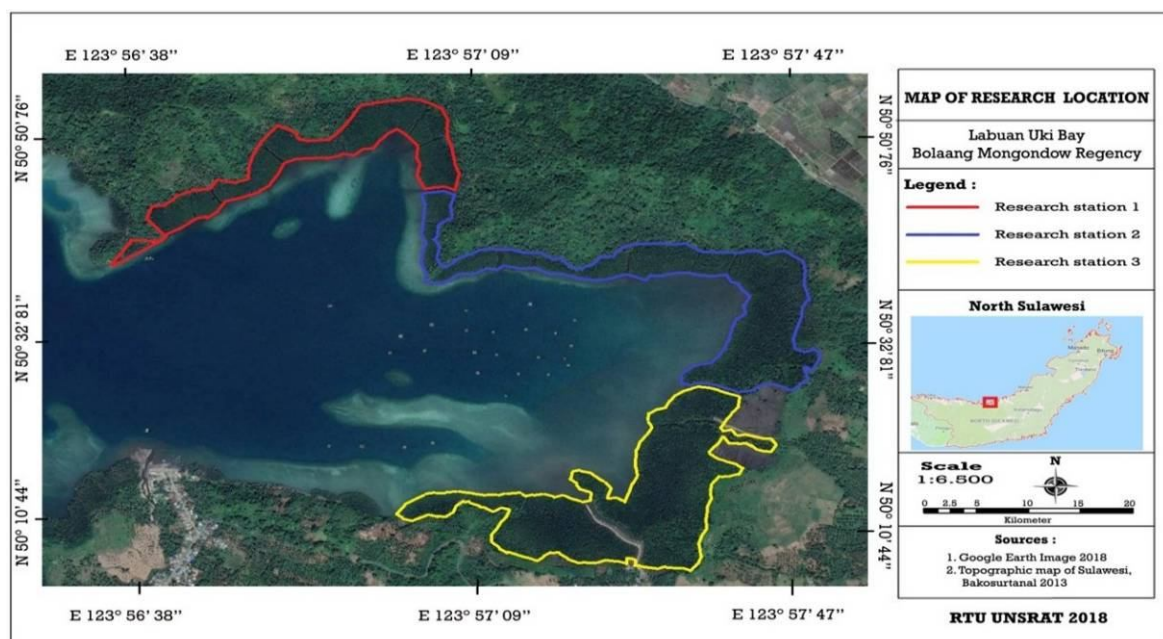 E 123° 56' 38" E 123° 57' 09" E 123° 57' 47"
N 50° 50' 76"
N 50° 32' 81"
N 50° 10' 44"
N 50° 50' 76"
N 50° 32' 81"
N 50° 10' 44"
E 123° 56' 38" E 123° 57' 09" E 123° 57' 47"
MAP OF RESEARCH LOCATION
Labuan Uki Bay
Bolaang Mongondow Regency
Legend :
Research station 1
Research station 2
Research station 3
North Sulawesi
Manado
Bitung
NORTH SULAWESI
Scale
1:6.500
N
0 2.5 5 10 15 20
Kilometer
Sources :
1. Google Earth Image 2018
2. Topographic map of Sulawesi,
Bakosurtanal 2013
RTU UNSRAT 2018